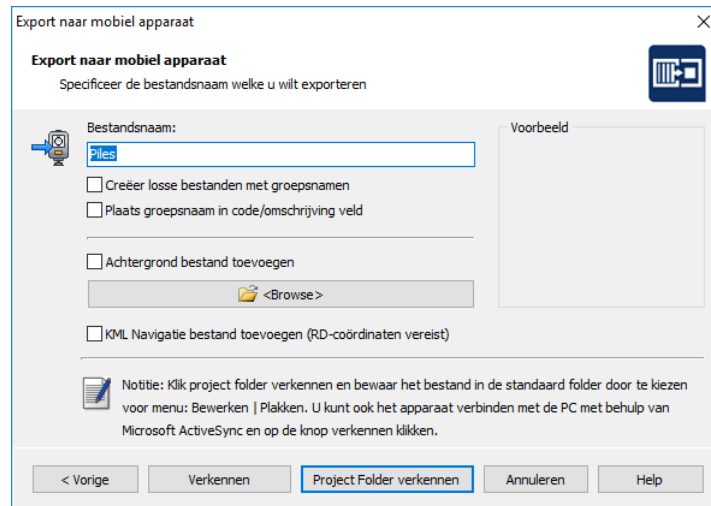 Export naar mobiel apparaat
Export naar mobiel apparaat
Specificeer de bestandsnaam welke u wilt exporteren
Bestandsnaam:
Piles
Creëer losse bestanden met groepsnamen
Plaats groepsnaam in code/omschrijving veld
Achtergrond bestand toevoegen
<Browse>
KML Navigatie bestand toevoegen (RD-coördinaten vereist)
Voorbeeld
Notitie: Klik project folder verkennen en bewaar het bestand in de standaard folder door te kiezen
voor menu: Bewerken | Plakken. U kunt ook het apparaat verbinden met de PC met behulp van
Microsoft ActiveSync en op de knop verkennen klikken.
< Vorige
Verkennen
Project Folder verkennen
Annuleren
Help